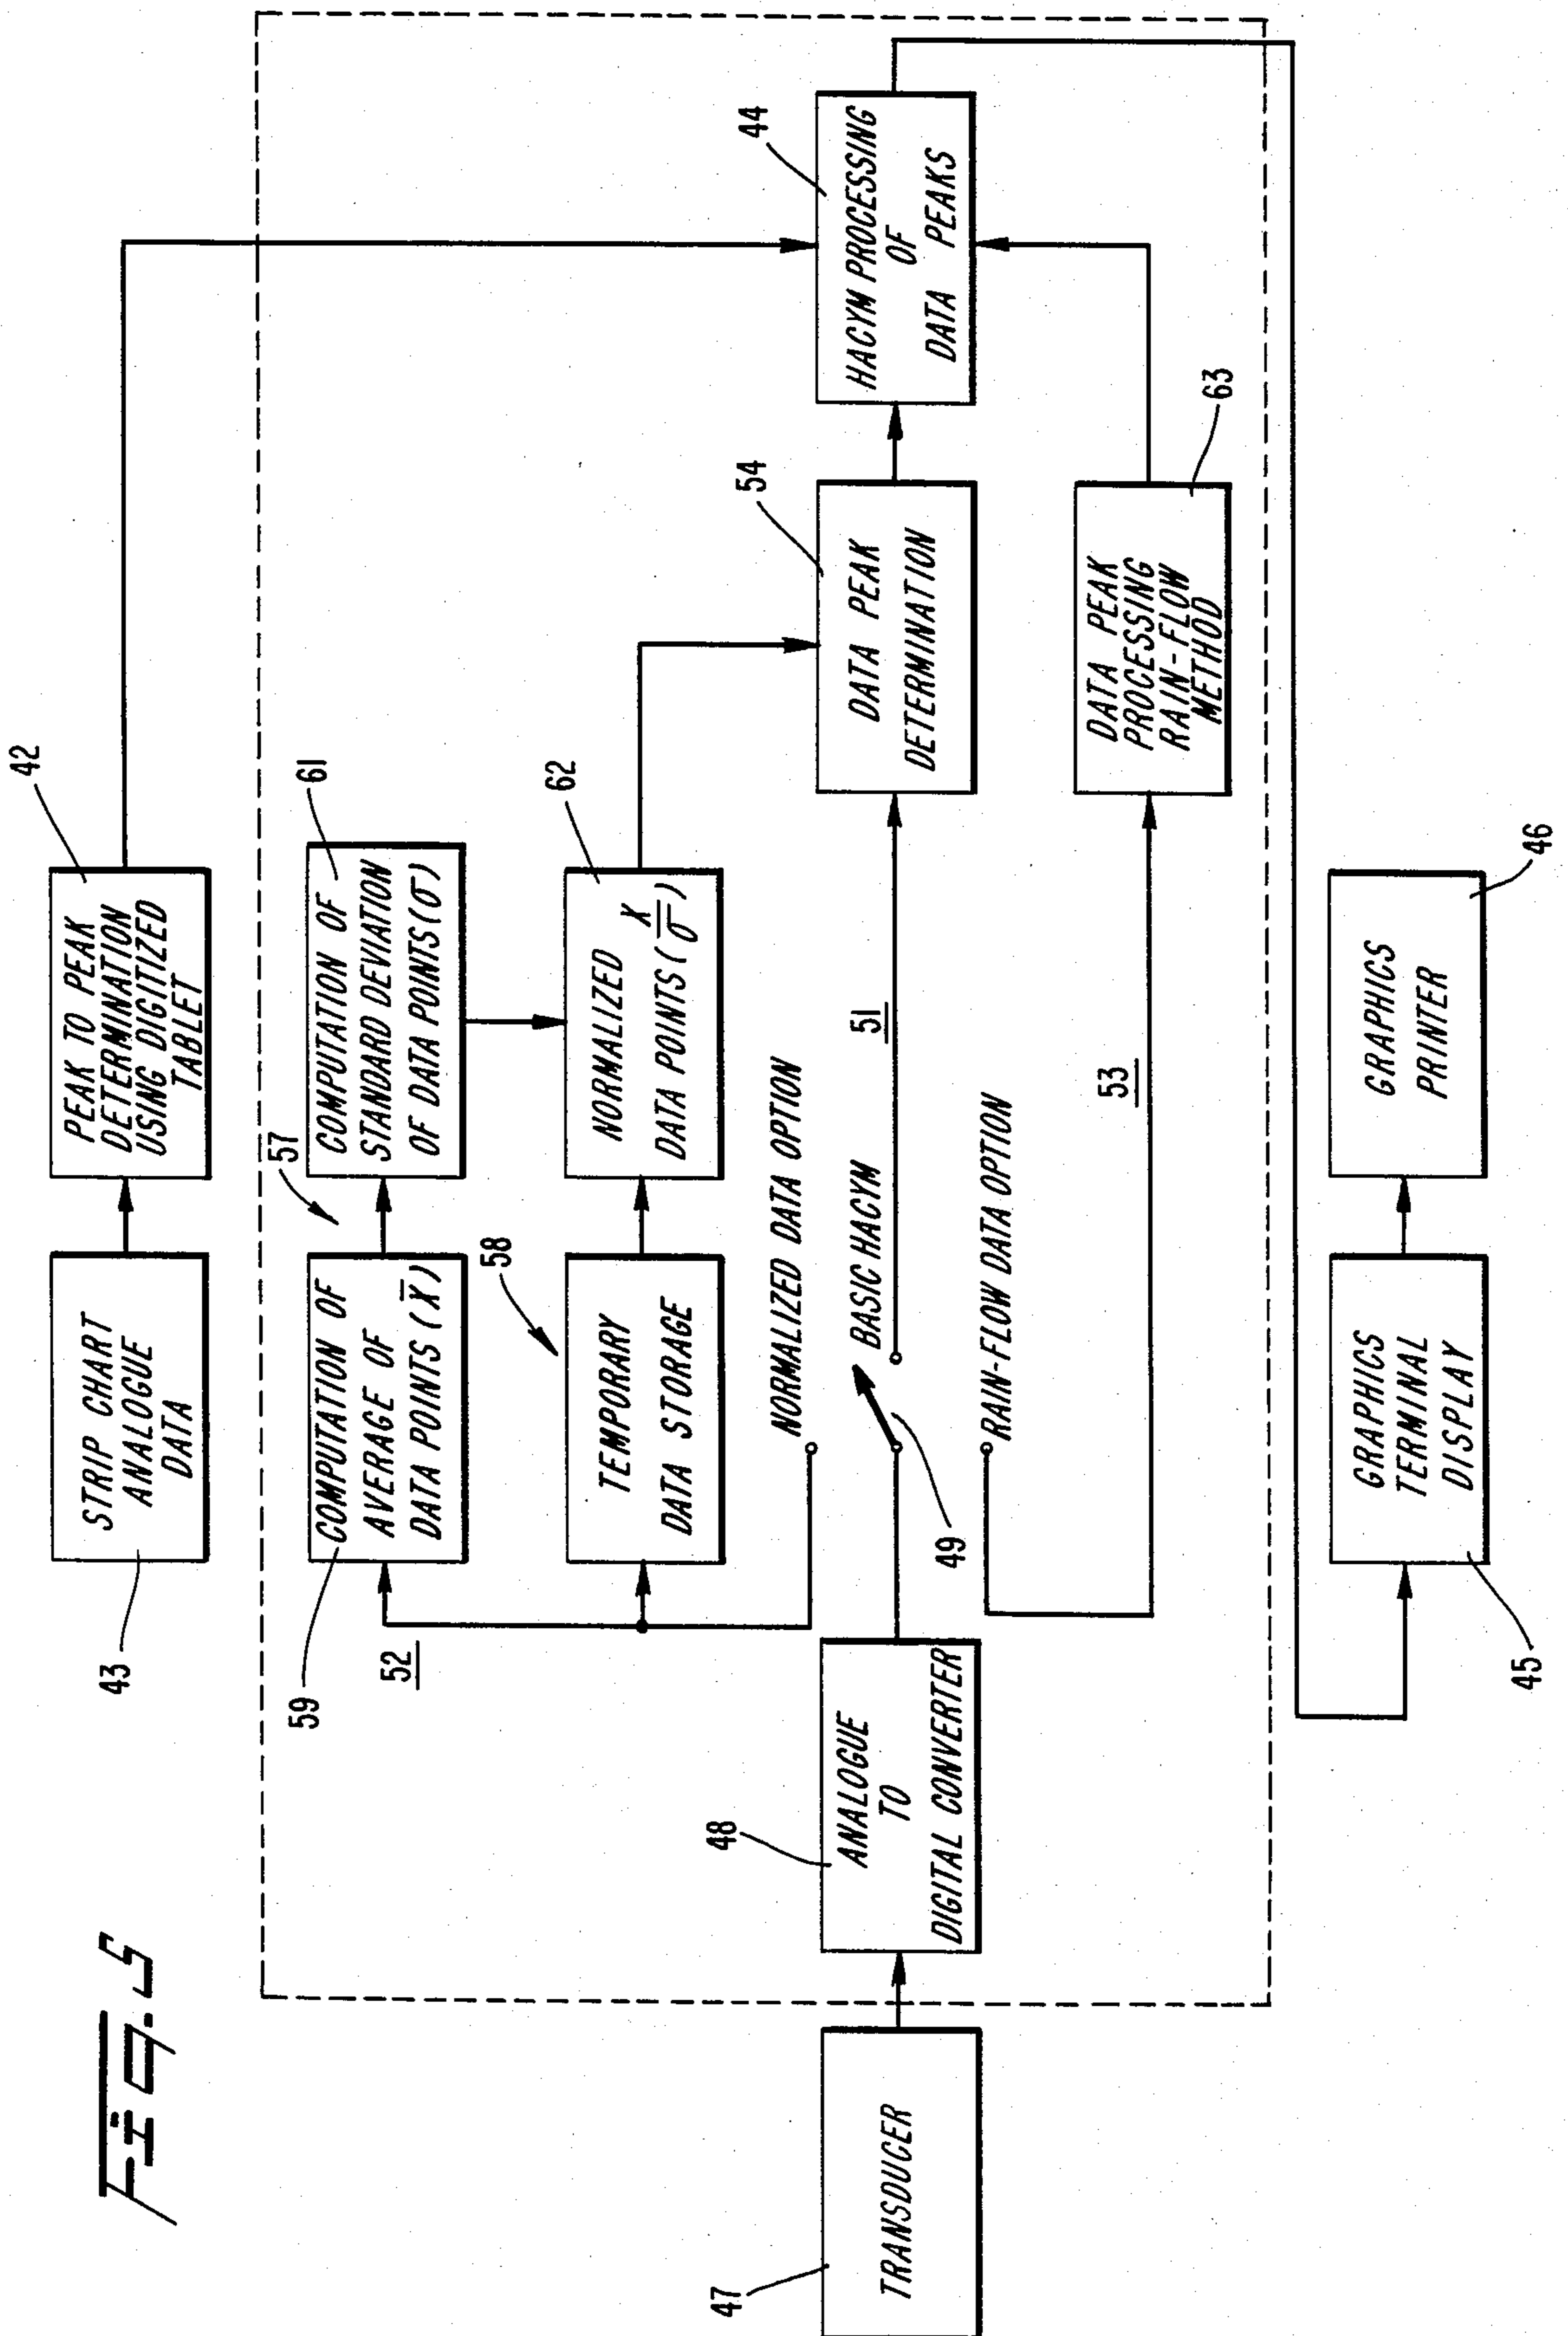 43
STRIP CHART
ANALOGUE
DATA
42
PEAK TO PEAK
DETERMINATION
USING DIGITIZED
TABLET
57
59
COMPUTATION OF
AVERAGE OF
DATA POINTS (X̄)
61
COMPUTATION OF
STANDARD DEVIATION
OF DATA POINTS (σ)
52
58
TEMPORARY
DATA STORAGE
62
NORMALIZED
DATA POINTS (X/σ)
NORMALIZED DATA OPTION
47
TRANSDUCER
48
ANALOGUE
TO
DIGITAL CONVERTER
49
BASIC HACYM
51
54
DATA PEAK
DETERMINATION
44
HACYM PROCESSING
OF
DATA PEAKS
RAIN-FLOW DATA OPTION
53
63
DATA PEAK
PROCESSING
RAIN-FLOW
METHOD
45
GRAPHICS
TERMINAL
DISPLAY
46
GRAPHICS
PRINTER
FIG. 5